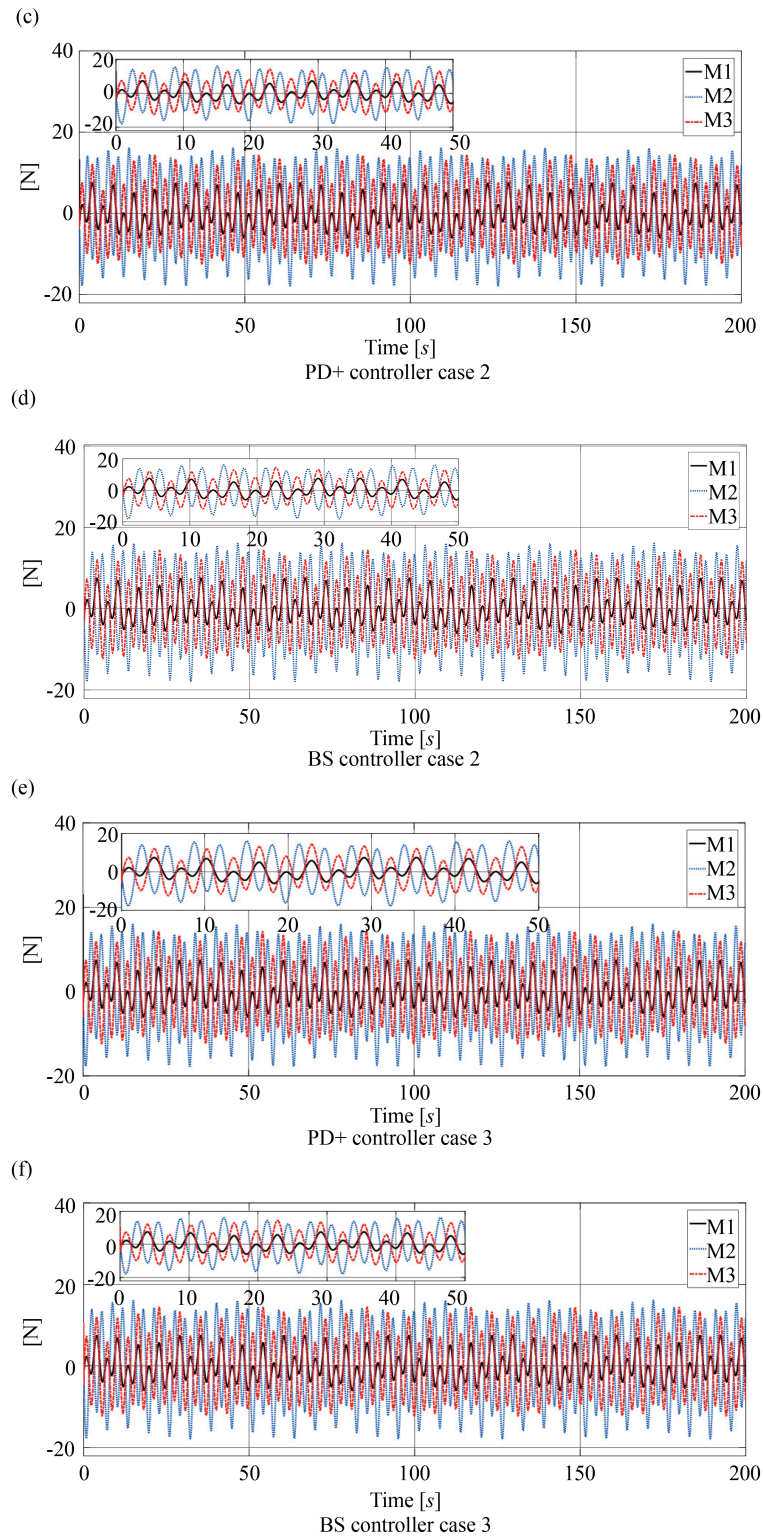 (c)
40
20
0
-20
[N]
20
0
-20
0 10 20 30 40 50
M1
M2
M3
0 50 100 150 200
Time [s]
PD+ controller case 2
(d)
40
20
0
-20
[N]
20
0
-20
0 10 20 30 40 50
M1
M2
M3
0 50 100 150 200
Time [s]
BS controller case 2
(e)
40
20
0
-20
[N]
20
0
-20
0 10 20 30 40 50
M1
M2
M3
0 50 100 150 200
Time [s]
PD+ controller case 3
(f)
40
20
0
-20
[N]
20
0
-20
0 10 20 30 40 50
M1
M2
M3
0 50 100 150 200
Time [s]
BS controller case 3